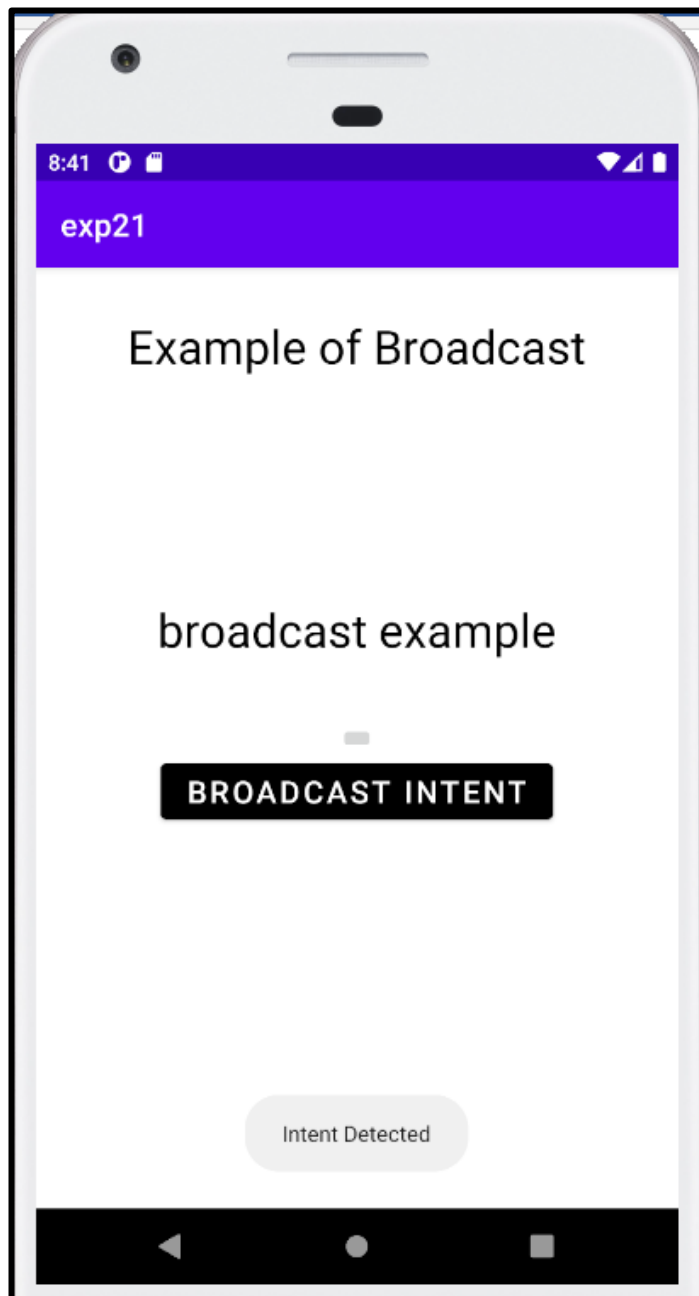 8:41
exp21
Example of Broadcast
broadcast example
BROADCAST INTENT
Intent Detected